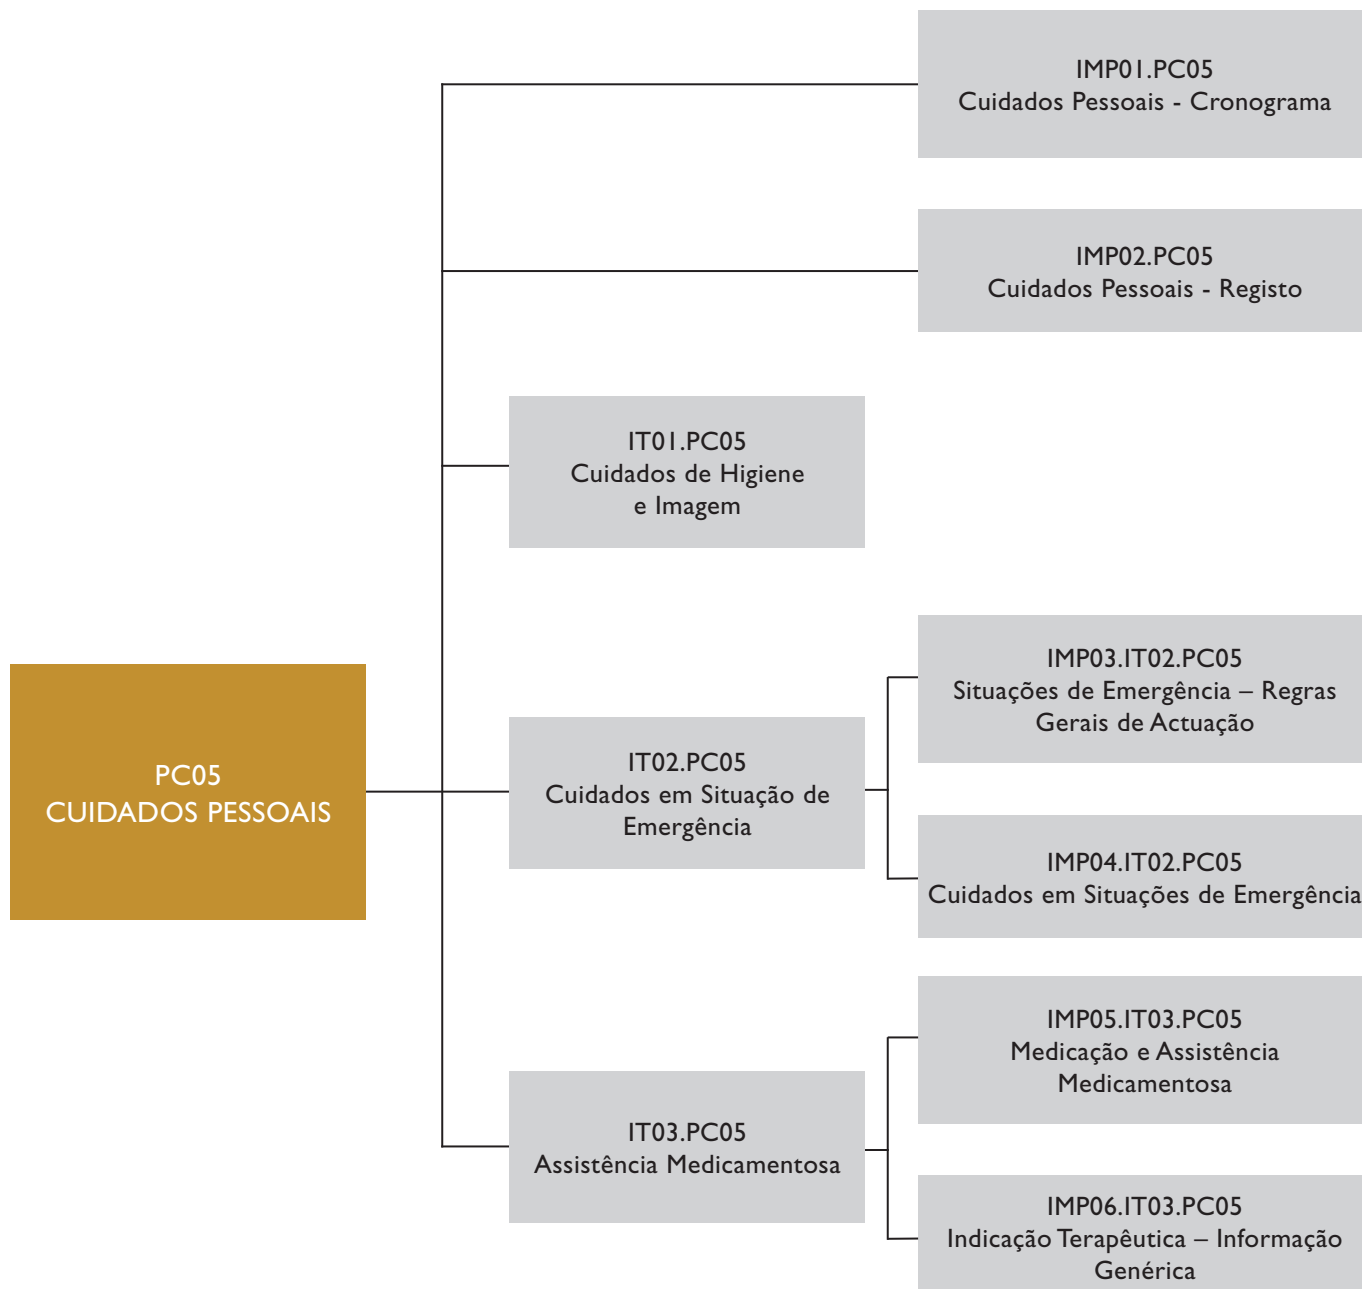 IMP01.PC05
Cuidados Pessoais - Cronograma
IMP02.PC05
Cuidados Pessoais - Registo
IT01.PC05
Cuidados de Higiene
e Imagem
PC05
CUIDADOS PESSOAIS
IT02.PC05
Cuidados em Situação de
Emergência
IMP03.IT02.PC05
Situações de Emergência – Regras
Gerais de Actuação
IMP04.IT02.PC05
Cuidados em Situações de Emergência
IT03.PC05
Assistência Medicamentosa
IMP05.IT03.PC05
Medicação e Assistência
Medicamentosa
IMP06.IT03.PC05
Indicação Terapêutica – Informação
Genérica